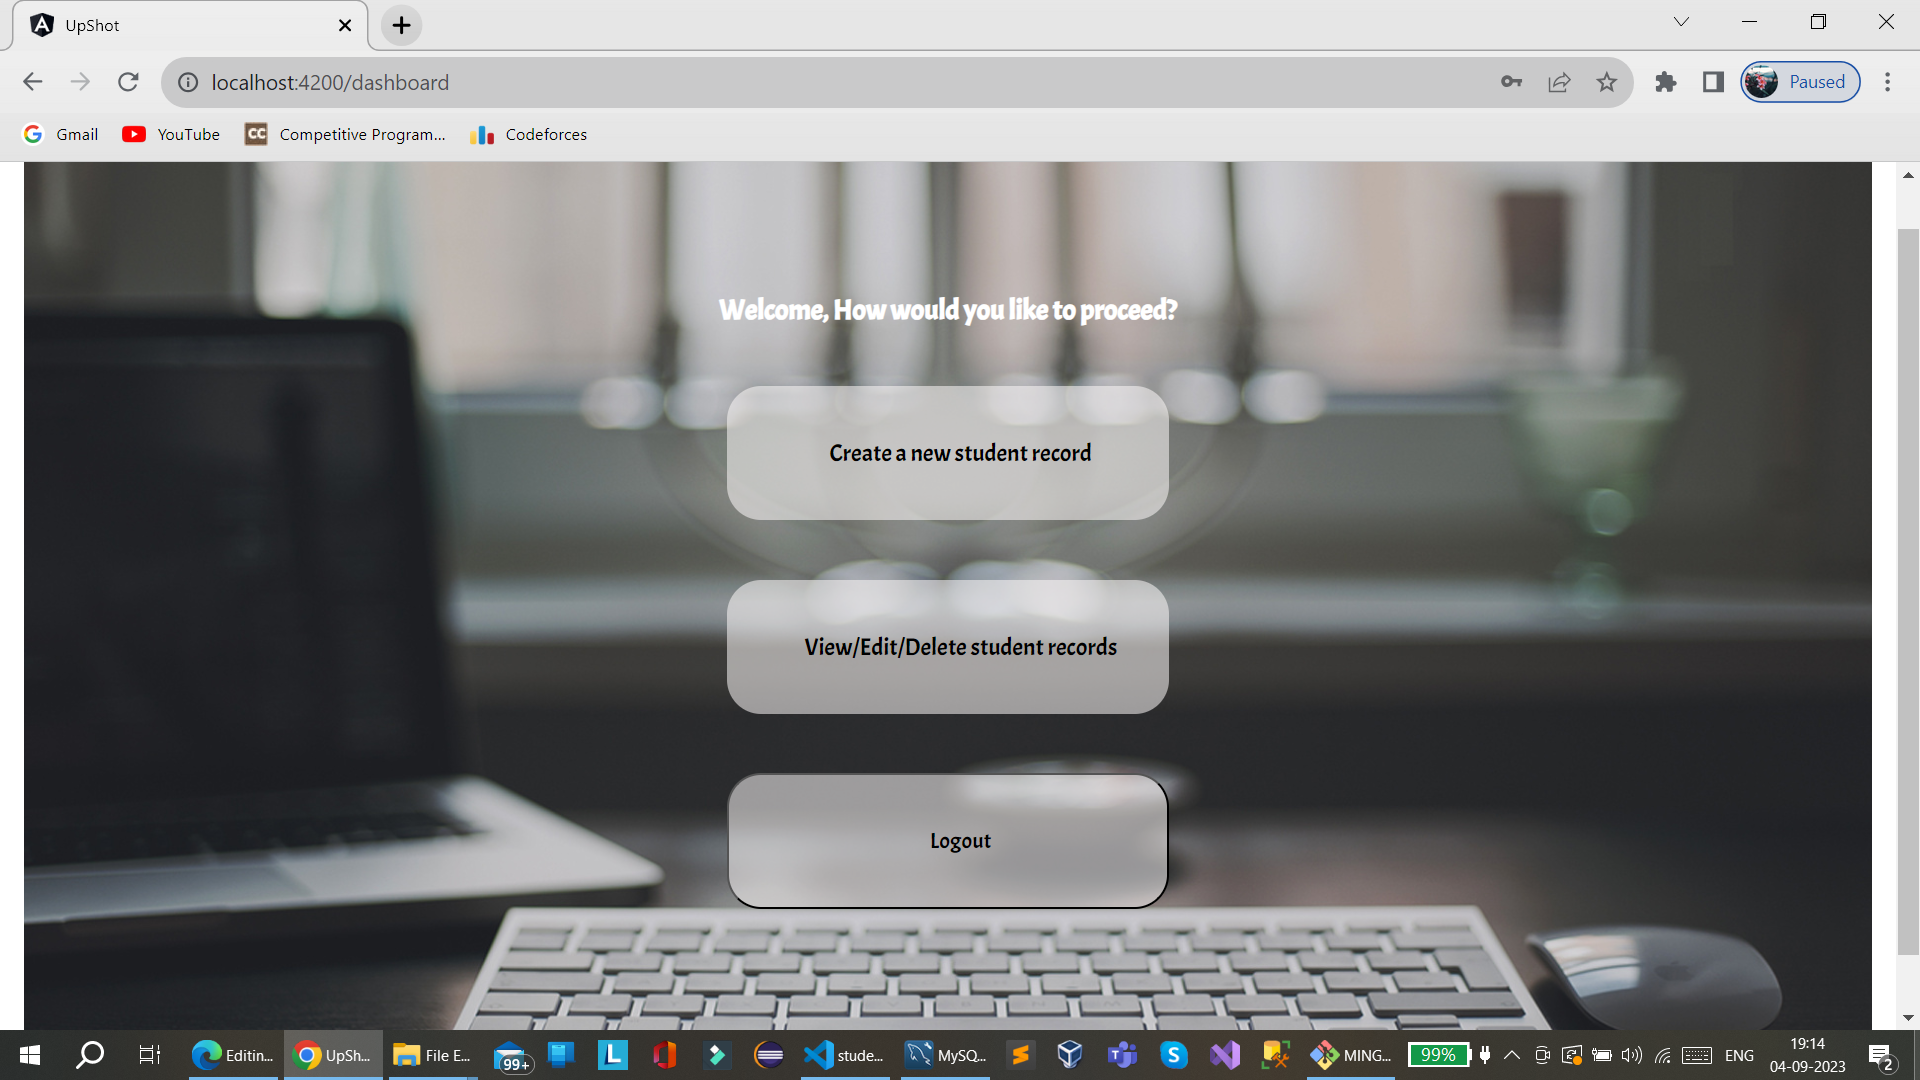 UpShot
localhost:4200/dashboard
Paused
Gmail
YouTube
CC
Competitive Program...
Codeforces
Welcome, How would you like to proceed?
Create a new student record
View/Edit/Delete student records
Logout
Editin...
UpSh...
File E...
99+
L
stude...
MySQ...
MING...
99%
ENG
19:14
04-09-2023
2